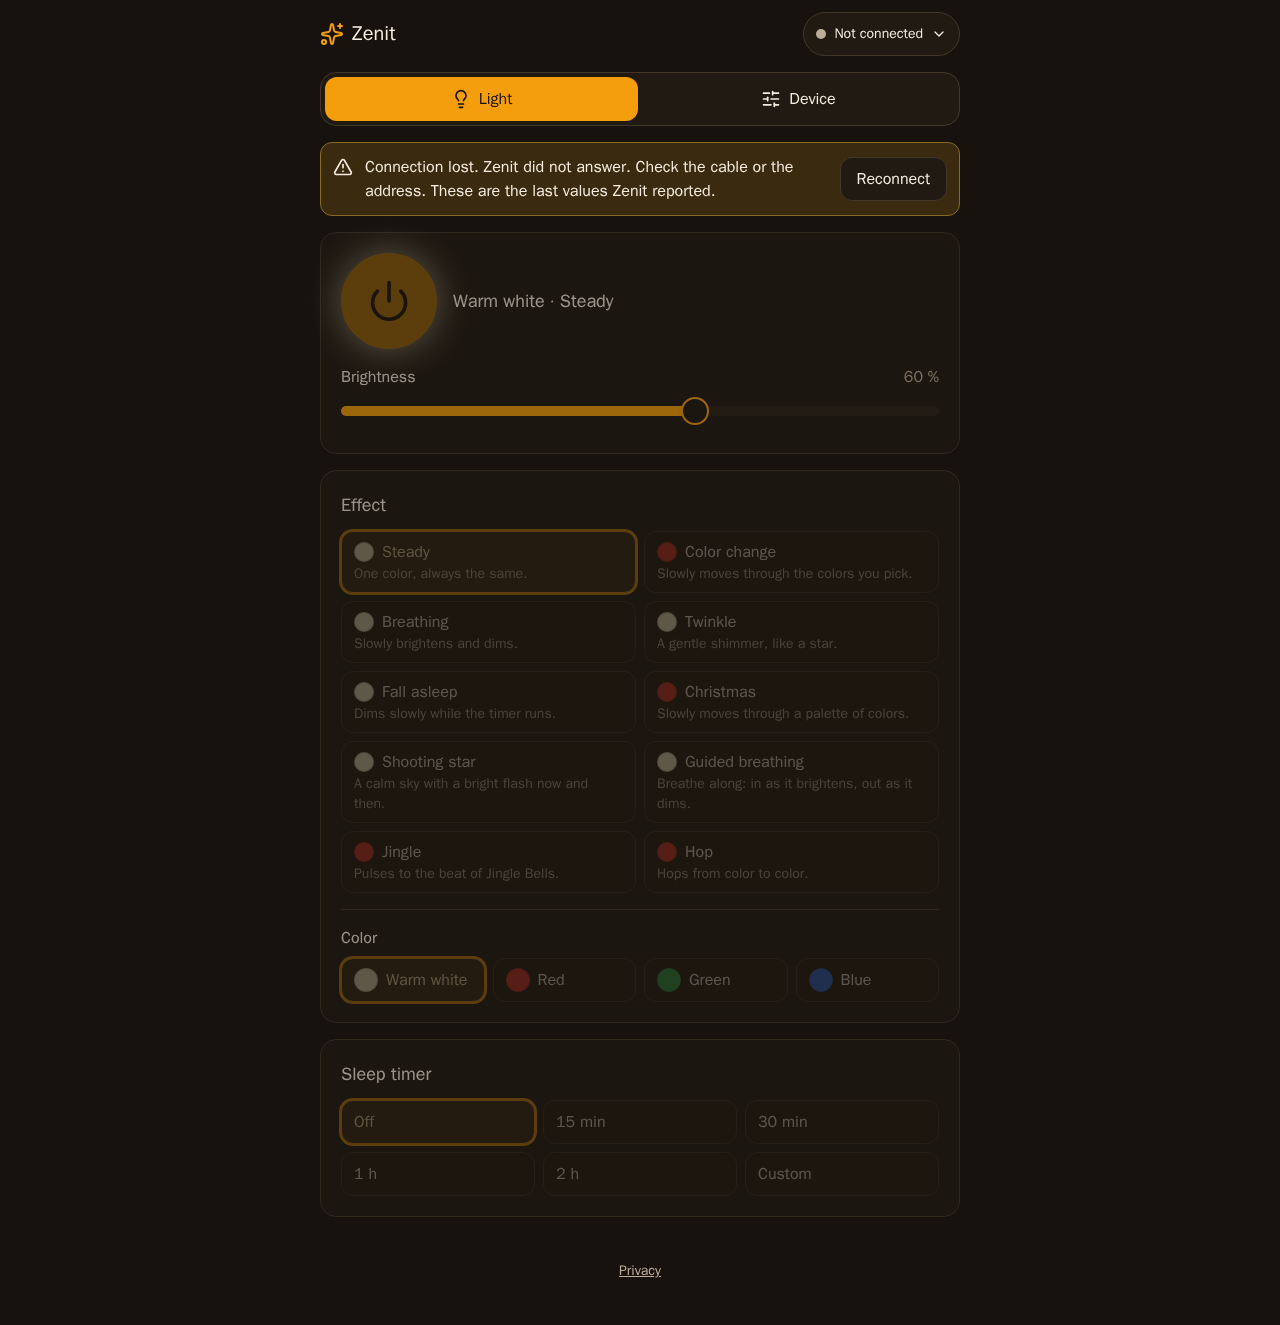 Zenit
Not connected
Light
Device
Connection lost. Zenit did not answer. Check the cable or the
address. These are the last values Zenit reported.
Reconnect
Warm white · Steady
Brightness
60 %
Effect
Steady
One color, always the same.
Color change
Slowly moves through the colors you pick.
Breathing
Slowly brightens and dims.
Twinkle
A gentle shimmer, like a star.
Fall asleep
Dims slowly while the timer runs.
Christmas
Slowly moves through a palette of colors.
Shooting star
A calm sky with a bright flash now and
then.
Guided breathing
Breathe along: in as it brightens, out as it
dims.
Jingle
Pulses to the beat of Jingle Bells.
Hop
Hops from color to color.
Color
Warm white
Red
Green
Blue
Sleep timer
Off
15 min
30 min
1 h
2 h
Custom
Privacy